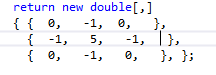 return new double[,]
{ { 0, -1, 0, },
{ -1, 5, -1, },
{ 0, -1, 0, }, };